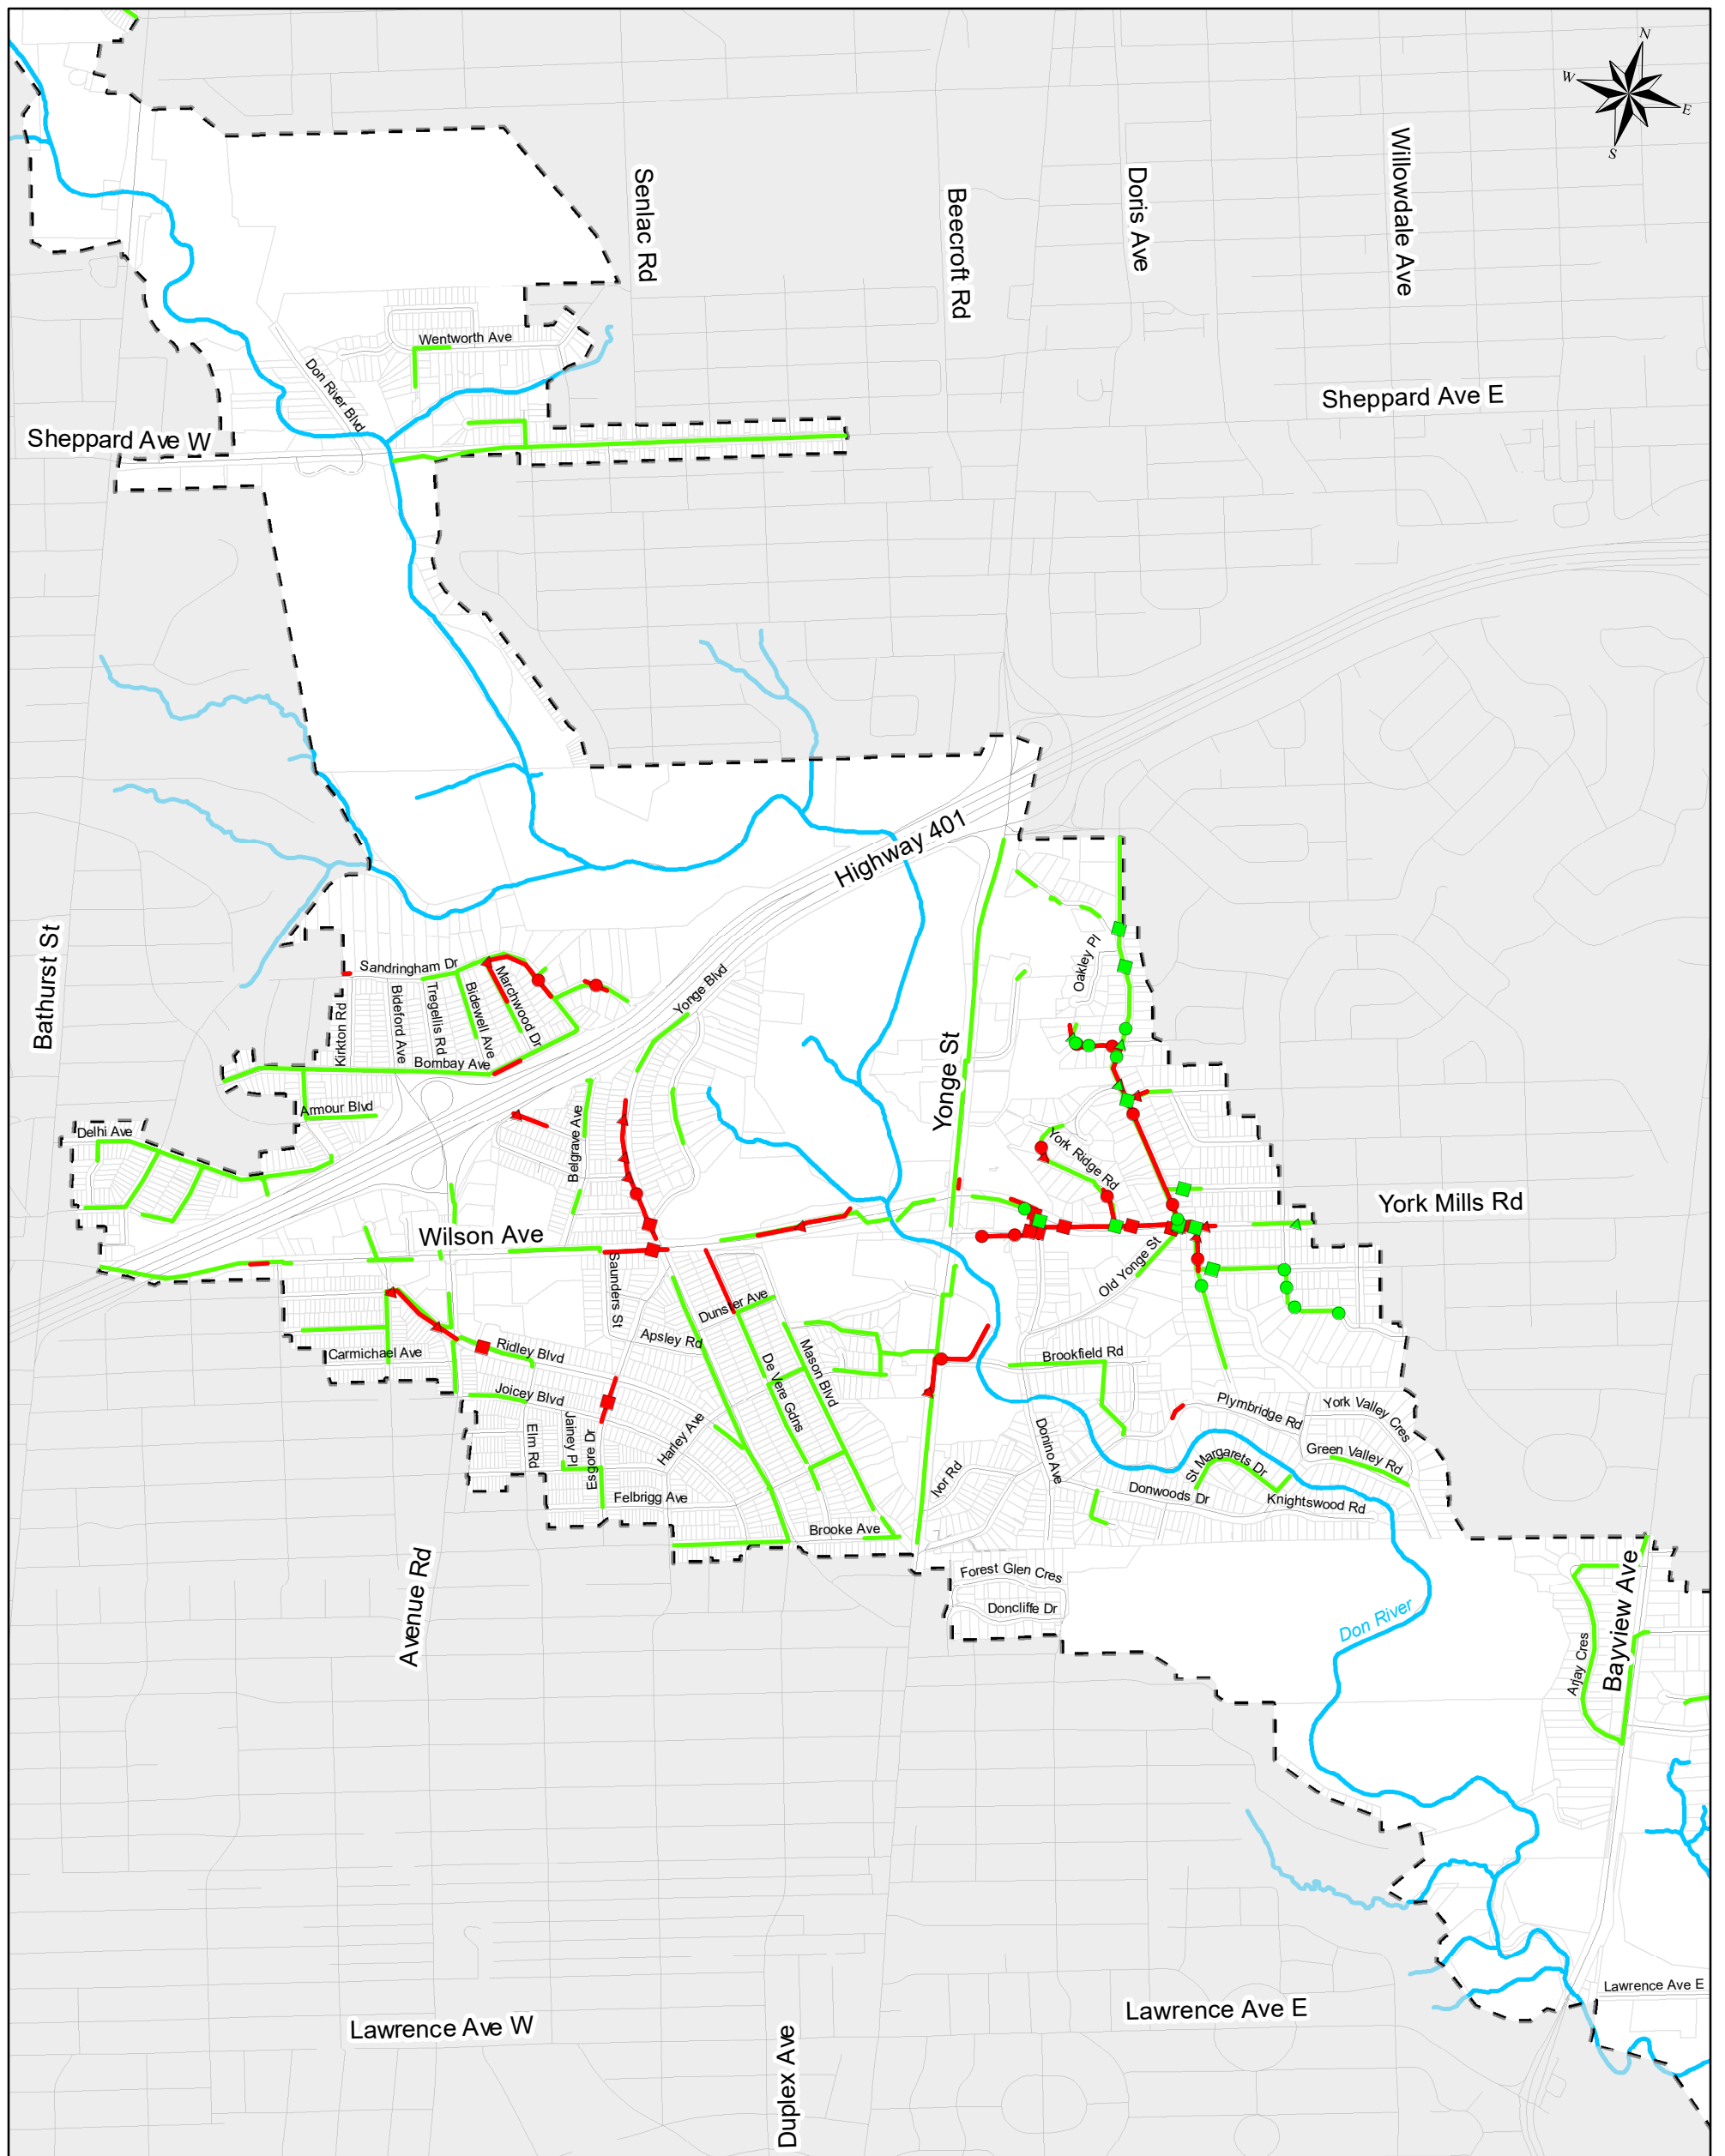 N
W
E
S
Senlac Rd
Beecroft Rd
Doris Ave
Willowdale Ave
Wentworth Ave
Don River Blvd
Sheppard Ave E
Sheppard Ave W
Highway 401
Bathurst St
Sandringham Dr
Kirkton Rd
Bideford Ave
Tregellis Rd
Bidewell Ave
Marchwood Dr
Bombay Ave
Yonge Blvd
Oakley Pl
Yonge St
Armour Blvd
Delhi Ave
Belgrave Ave
York Ridge Rd
York Mills Rd
Wilson Ave
Old Yonge St
Saunders St
Dunster Ave
Apsley Rd
Ridley Blvd
Carmichael Ave
De Vere Gdns
Mason Blvd
Brookfield Rd
Joicey Blvd
Elm Rd
Jainey Pl
Esgore Dr
Harley Ave
Plymbridge Rd
York Valley Cres
Green Valley Rd
Donino Ave
St Margarets Dr
Ivor Rd
Donwoods Dr
Knightswood Rd
Felbrigg Ave
Brooke Ave
Forest Glen Cres
Doncliffe Dr
Avenue Rd
Don River
Arjay Cres
Bayview Ave
Lawrence Ave E
Lawrence Ave W
Lawrence Ave E
Duplex Ave